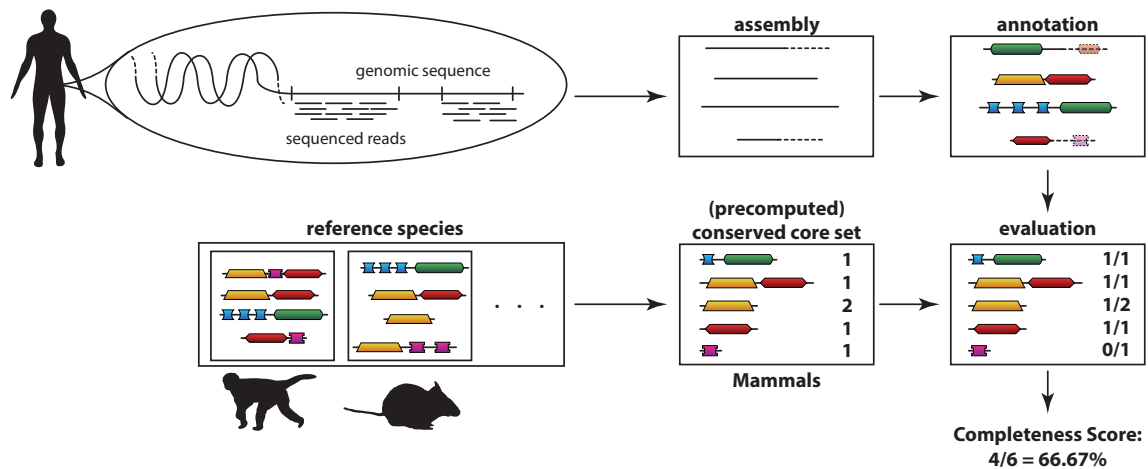 assembly
annotation
genomic sequence
sequenced reads
reference species
(precomputed)
conserved core set
evaluation
1
1
2
1
1
1/1
1/1
1/2
1/1
0/1
. . .
Mammals
Completeness Score:
4/6 = 66.67%